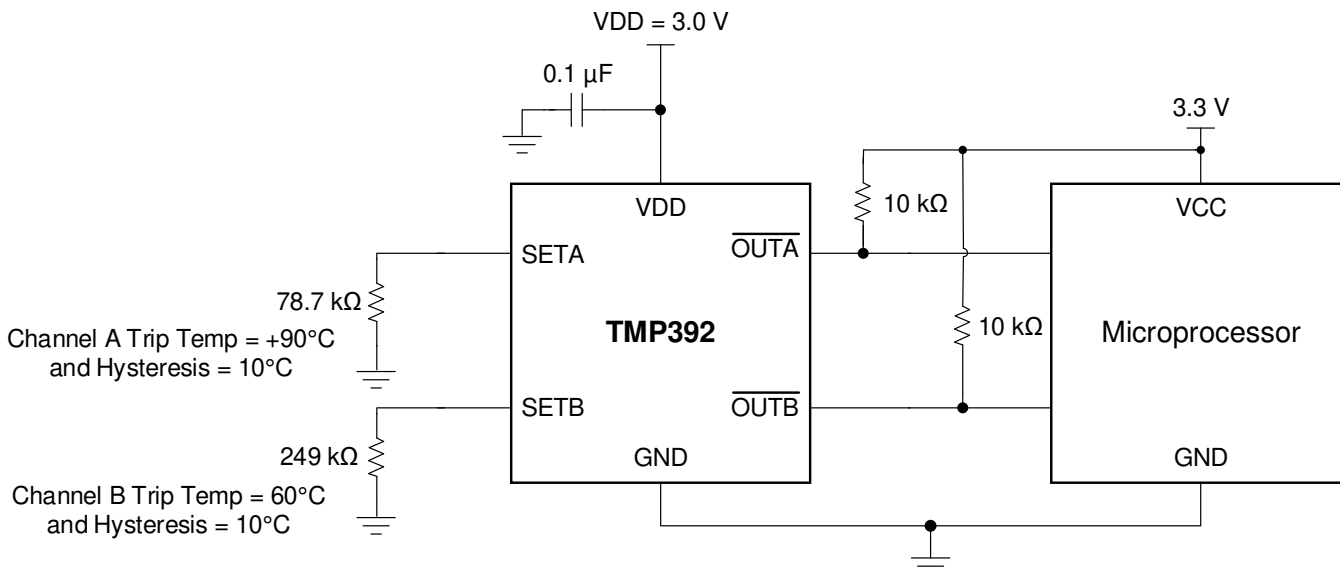 VDD = 3.0 V
0.1 µF
3.3 V
VDD
10 kΩ
VCC
SETA
OUTA
78.7 kΩ
Channel A Trip Temp = +90°C
and Hysteresis = 10°C
TMP392
10 kΩ
Microprocessor
SETB
OUTB
249 kΩ
GND
GND
Channel B Trip Temp = 60°C
and Hysteresis = 10°C